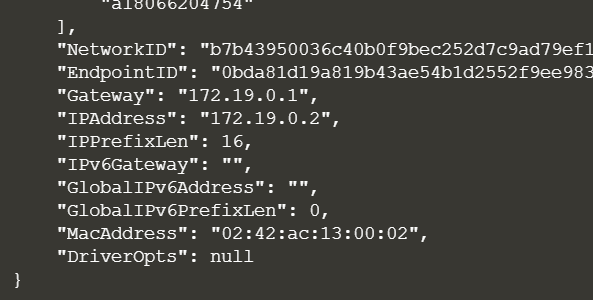 "a18066204754"
],
"NetworkID": "b7b43950036c40b0f9bec252d7c9ad79ef1
"EndpointID": "0bda81d19a819b43ae54b1d2552f9ee983
"Gateway": "172.19.0.1",
"IPAddress": "172.19.0.2",
"IPPrefixLen": 16,
"IPv6Gateway": "",
"GlobalIPv6Address": "",
"GlobalIPv6PrefixLen": 0,
"MacAddress": "02:42:ac:13:00:02",
"DriverOpts": null
}